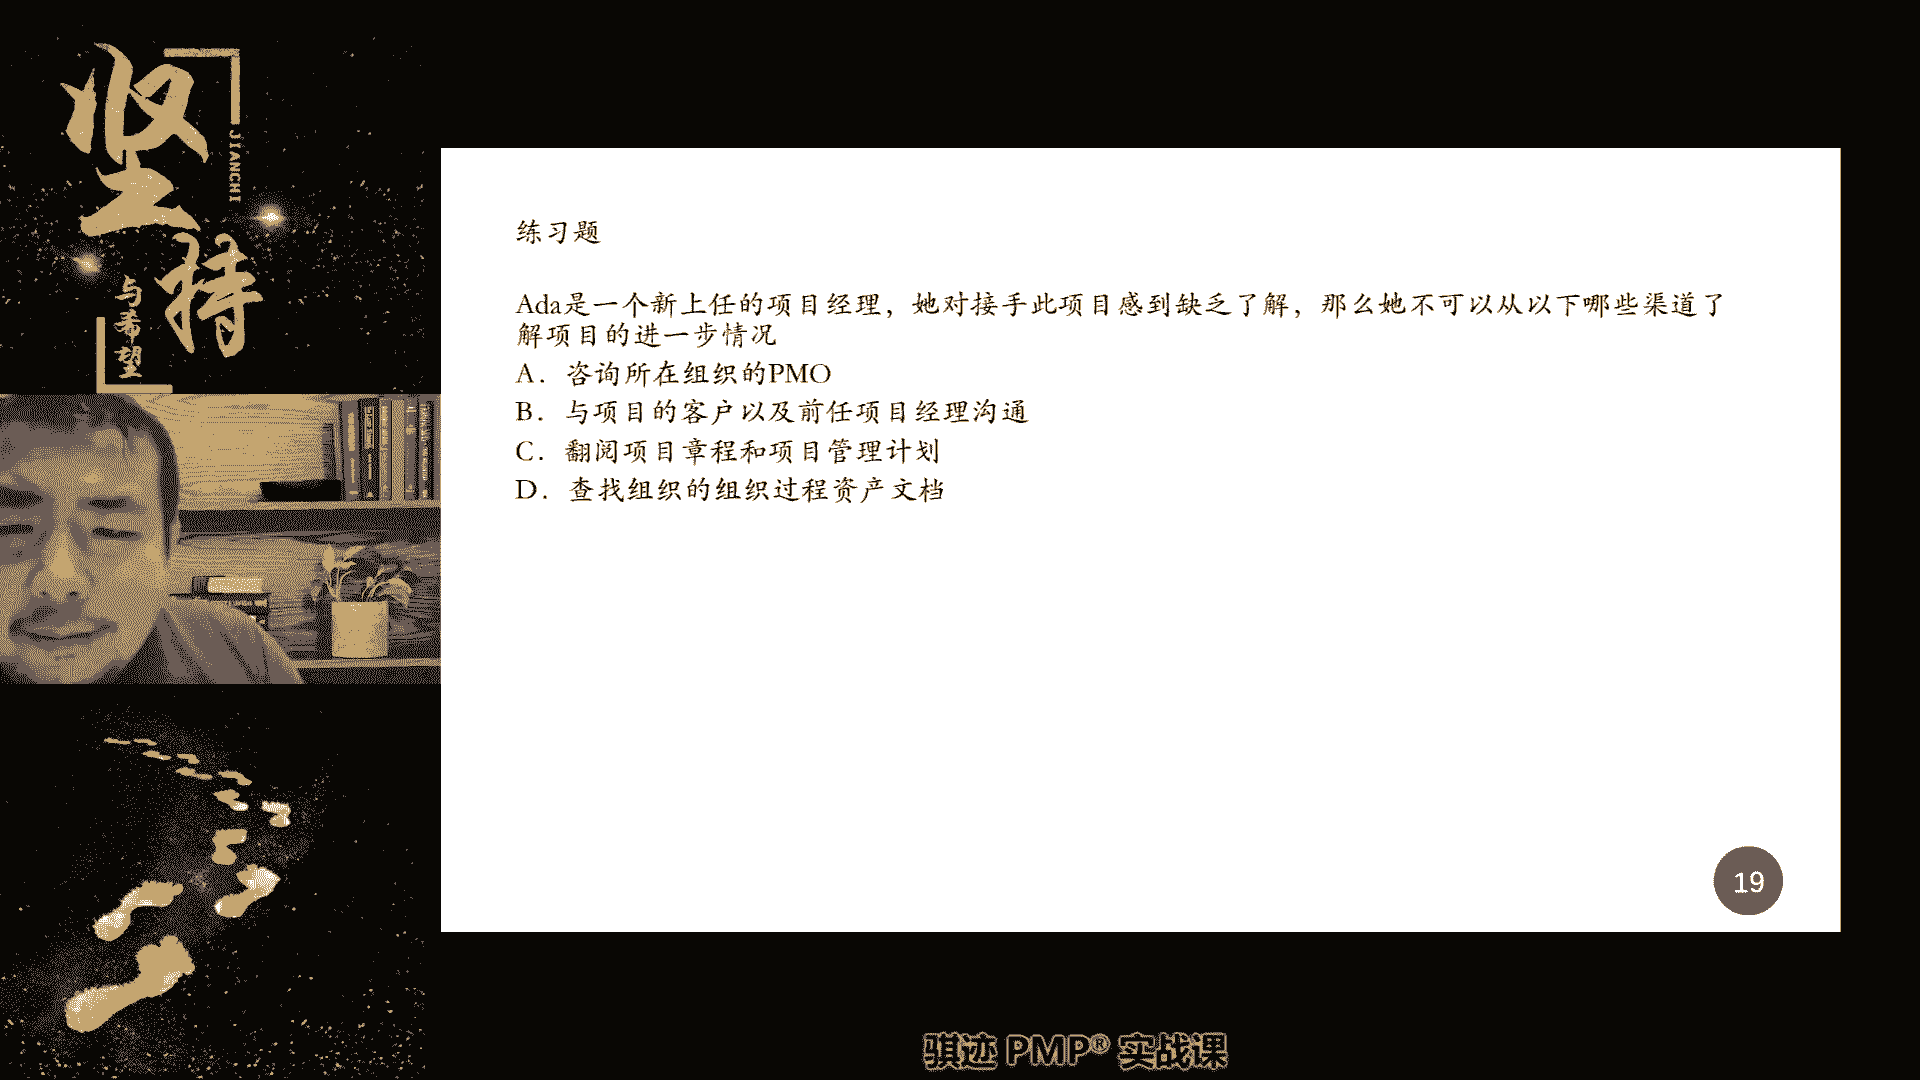 坚持
JIANCHI
与希望
练习题
Ada是一个新上任的项目经理，她对接手此项目感到缺乏了解，那么她不可以从以下哪些渠道了
解项目的进一步情况
A．咨询所在组织的PMO
B．与项目的客户以及前任项目经理沟通
C．翻阅项目章程和项目管理计划
D．查找组织的组织过程资产文档
19
骐迹 PMP® 实战课